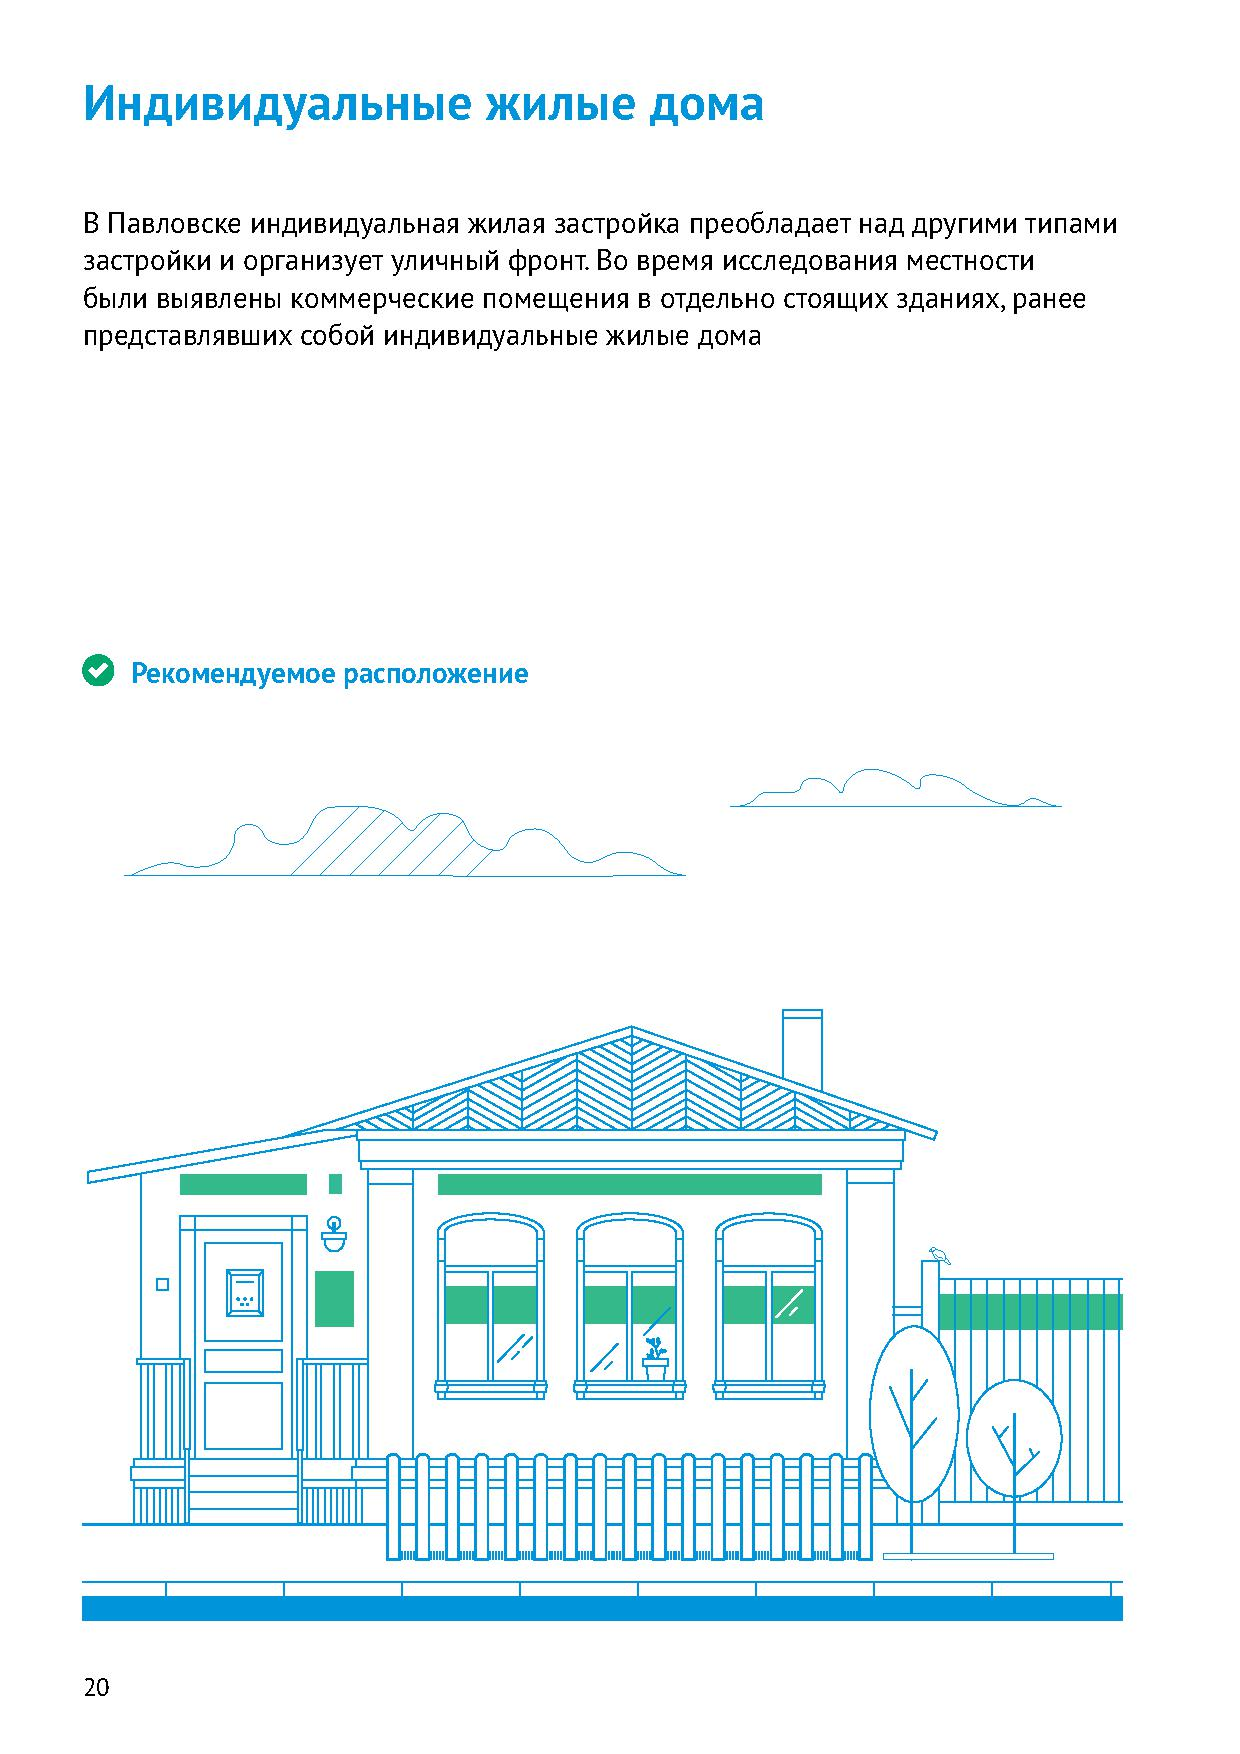 Индивидуальные жилые дома
В Павловске индивидуальная жилая застройка преобладает над другими типами
застройки и организует уличный фронт. Во время исследования местности
были выявлены коммерческие помещения в отдельно стоящих зданиях, ранее
представлявших собой индивидуальные жилые дома
Рекомендуемое расположение
20